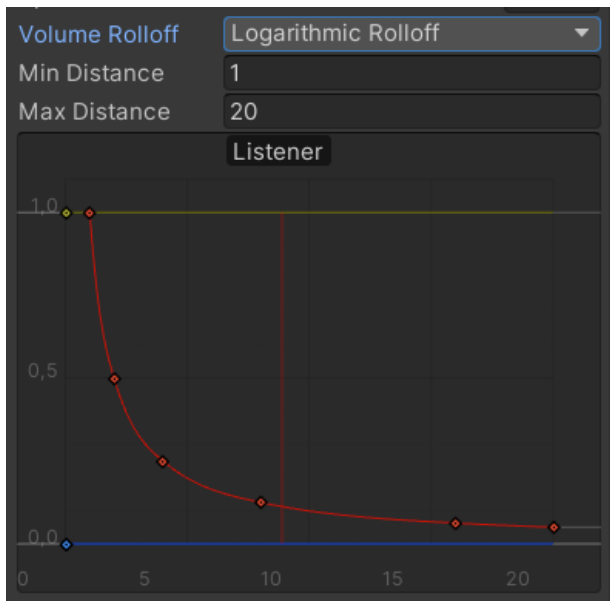 Volume Rolloff Logarithmic Rolloff
Min Distance 1
Max Distance 20
Listener
1,0
0,5
0,0
0 5 10 15 20